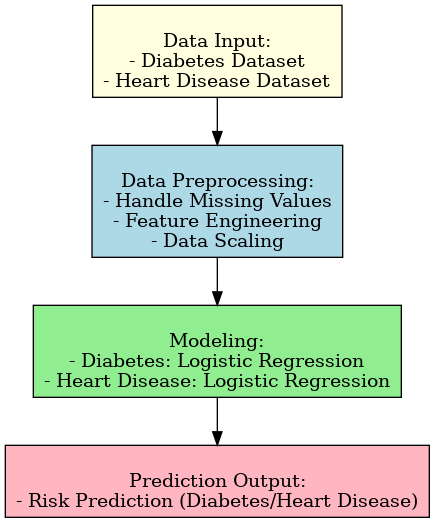 Data Input:
- Diabetes Dataset
- Heart Disease Dataset
Data Preprocessing:
- Handle Missing Values
- Feature Engineering
- Data Scaling
Modeling:
- Diabetes: Logistic Regression
- Heart Disease: Logistic Regression
Prediction Output:
- Risk Prediction (Diabetes/Heart Disease)